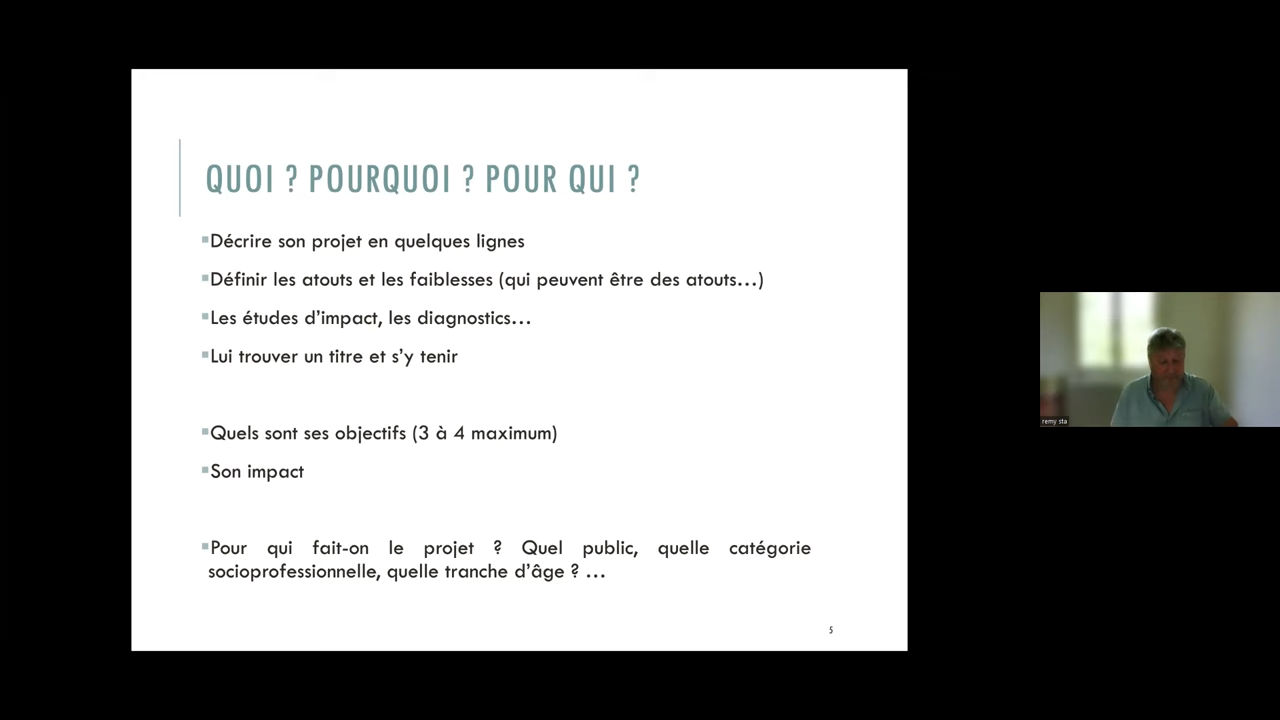 QUOI ? POURQUOI ? POUR QUI ?
Décrire son projet en quelques lignes
Définir les atouts et les faiblesses (qui peuvent être des atouts…)
Les études d’impact, les diagnostics…
Lui trouver un titre et s’y tenir
Quels sont ses objectifs (3 à 4 maximum)
Son impact
Pour qui fait-on le projet ? Quel public, quelle catégorie
socioprofessionnelle, quelle tranche d’âge ? …
5
remy sta